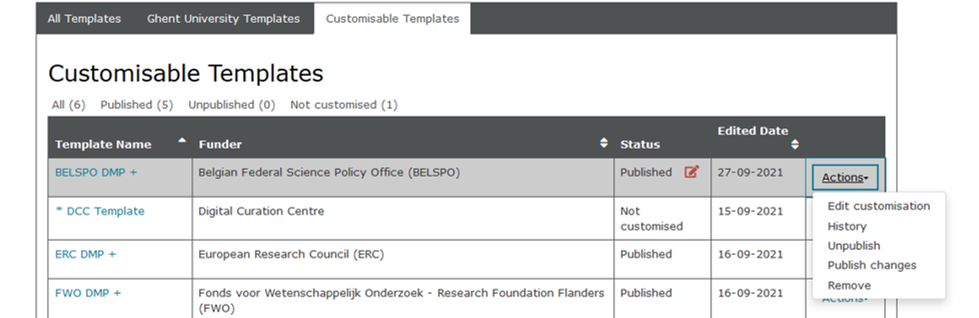 All Templates Ghent University Templates Customisable Templates
Customisable Templates
All (6) Published (5) Unpublished (0) Not customised (1)
Template Name Funder Status Edited Date
BELSPO DMP + Belgian Federal Science Policy Office (BELSPO) Published 27-09-2021 Actions
* DCC Template Digital Curation Centre Not customised 15-09-2021
ERC DMP + European Research Council (ERC) Published 16-09-2021
FWO DMP + Fonds voor Wetenschappelijk Onderzoek - Research Foundation Flanders (FWO) Published 16-09-2021 Actions
Edit customisation
History
Unpublish
Publish changes
Remove